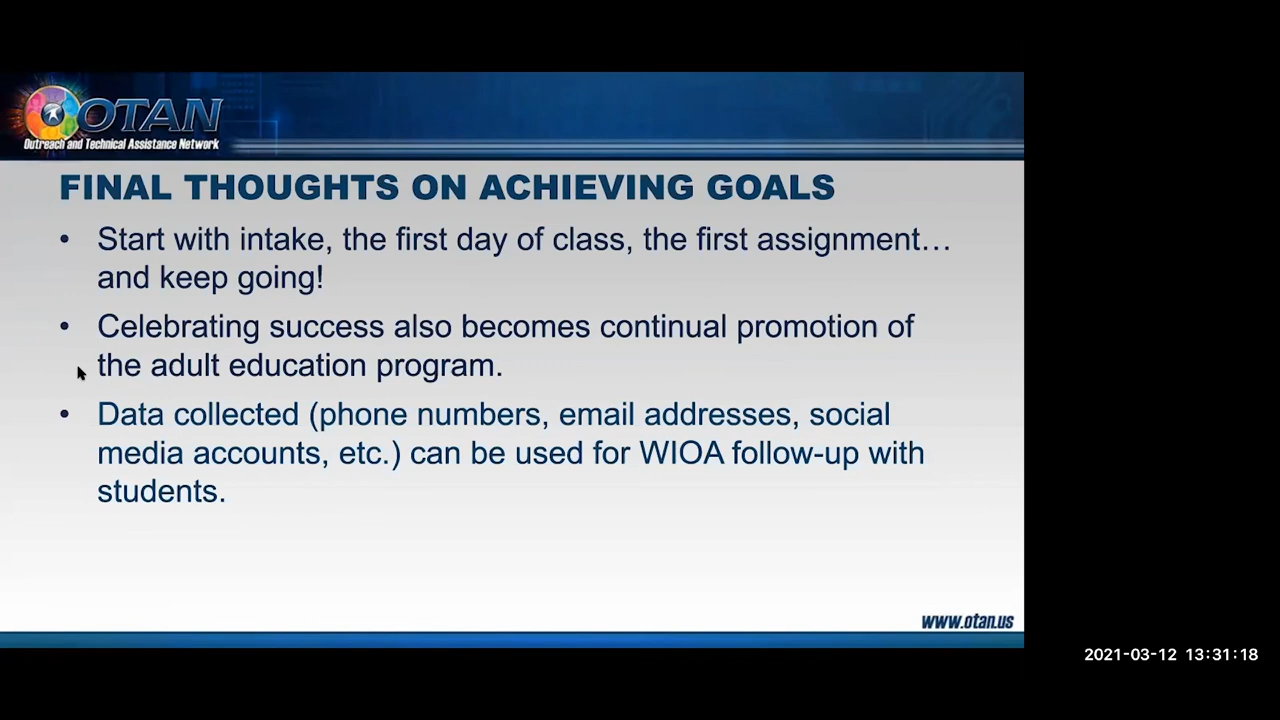 OTAN
Outreach and Technical Assistance Network
FINAL THOUGHTS ON ACHIEVING GOALS
• Start with intake, the first day of class, the first assignment…
and keep going!
• Celebrating success also becomes continual promotion of
the adult education program.
• Data collected (phone numbers, email addresses, social
media accounts, etc.) can be used for WIOA follow-up with
students.
www.otan.us
2021-03-12 13:31:18